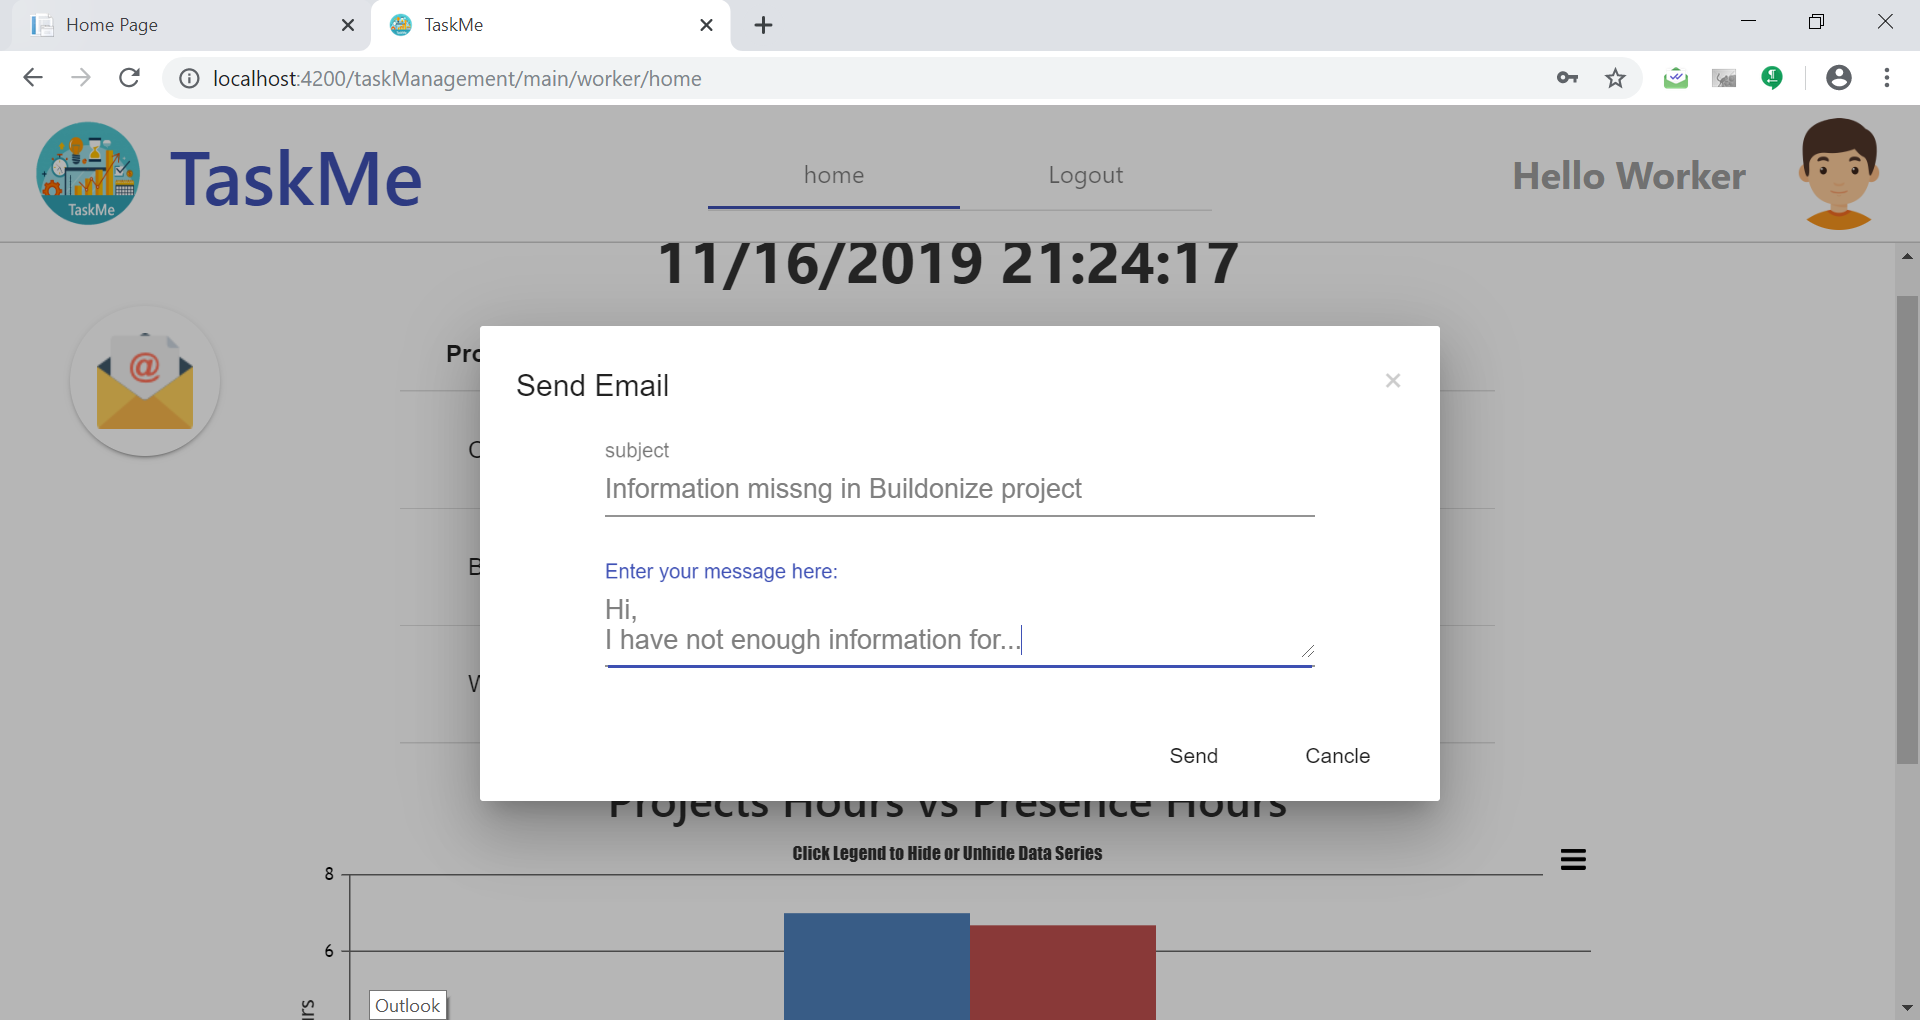 Home Page
TaskMe
localhost:4200/taskManagement/main/worker/home
TaskMe
TaskMe
home
Logout
Hello Worker
11/16/2019 21:24:17
@
Send Email
×
subject
Information missng in Buildonize project
Enter your message here:
Hi,
I have not enough information for...
Send
Cancle
Projects Hours vs Presence Hours
Click Legend to Hide or Unhide Data Series
8
6
Outlook